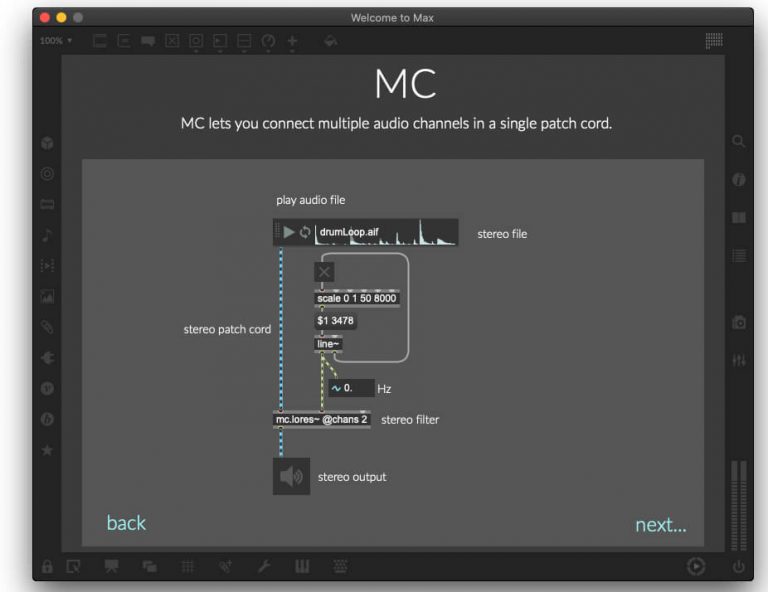 Welcome to Max
100%
MC
MC lets you connect multiple audio channels in a single patch cord.
play audio file
drumLoop.aif
stereo file
scale 0 1 50 8000
$1 3478
stereo patch cord
line~
0.
Hz
mc.lores~ @chans 2
stereo filter
stereo output
back
next...